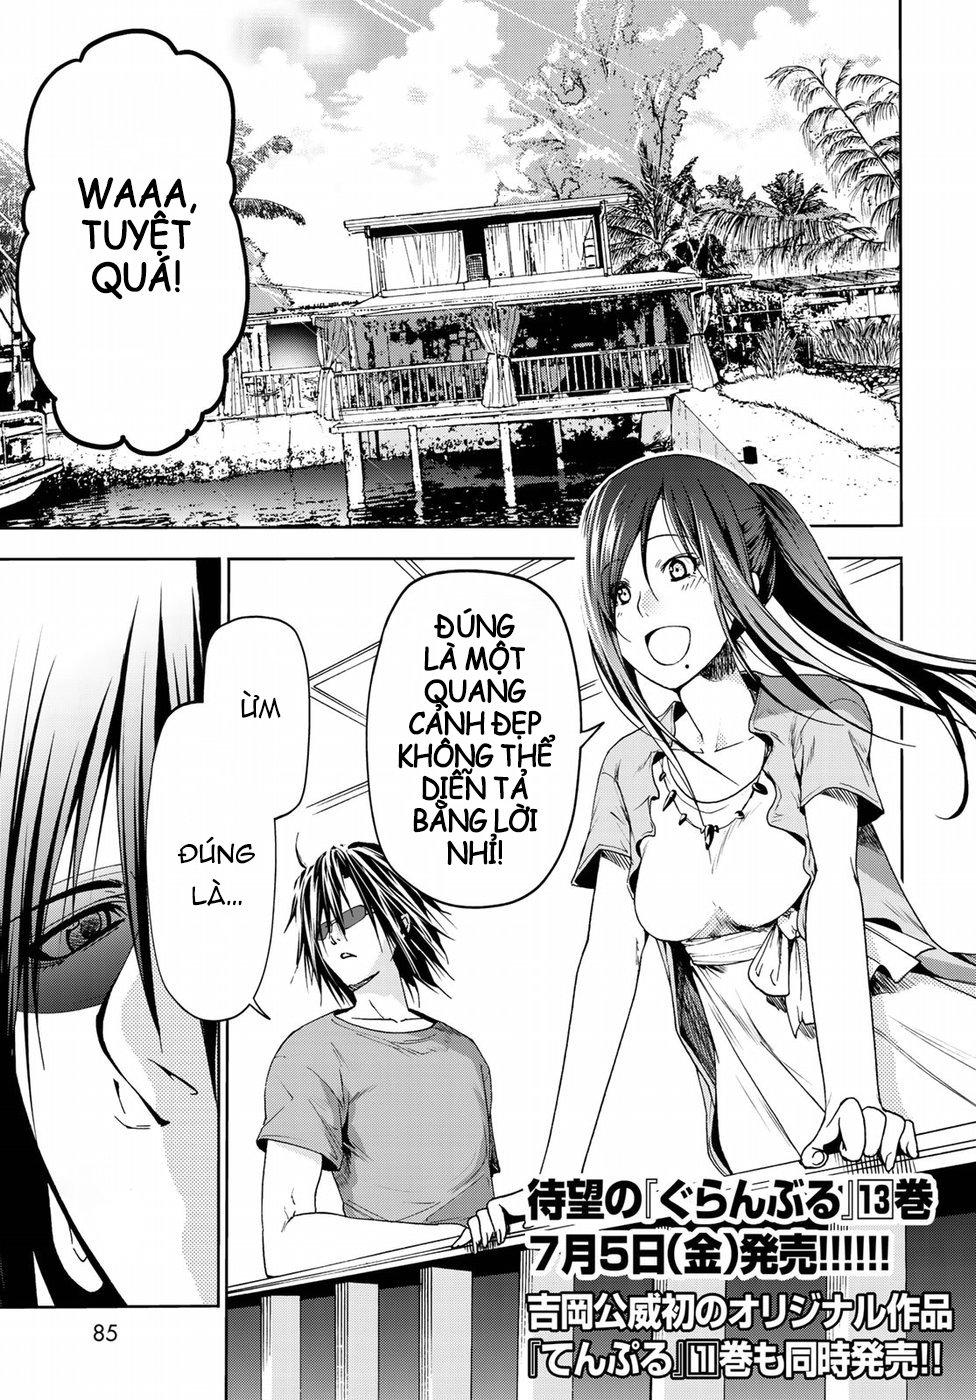 WAAA,
TUYỆT
QUÁ!
ĐÚNG
LÀ MỘT
QUANG
CẢNH ĐẸP
KHÔNG THỂ
DIỄN TẢ
BẰNG LỜI
NHỈ!
ỪM
ĐÚNG
LÀ...
待望の『ぐらんぶる』13巻
7月5日(金)発売!!!!!!
吉岡公威初のオリジナル作品
『てんぷる』1巻も同時発売!!
85